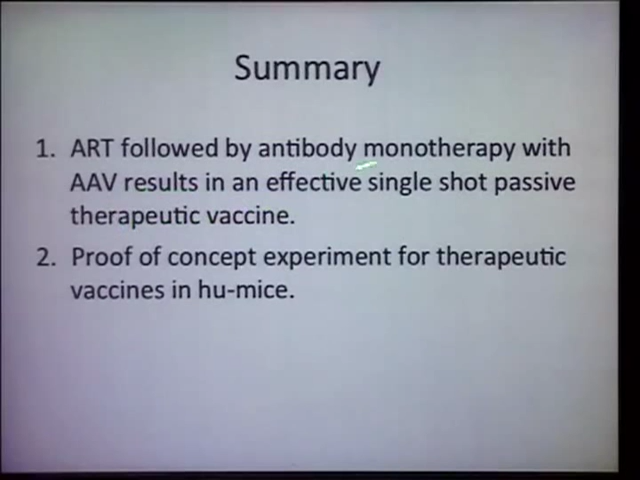 Summary
1. ART followed by antibody monotherapy with
AAV results in an effective single shot passive
therapeutic vaccine.
2. Proof of concept experiment for therapeutic
vaccines in hu-mice.